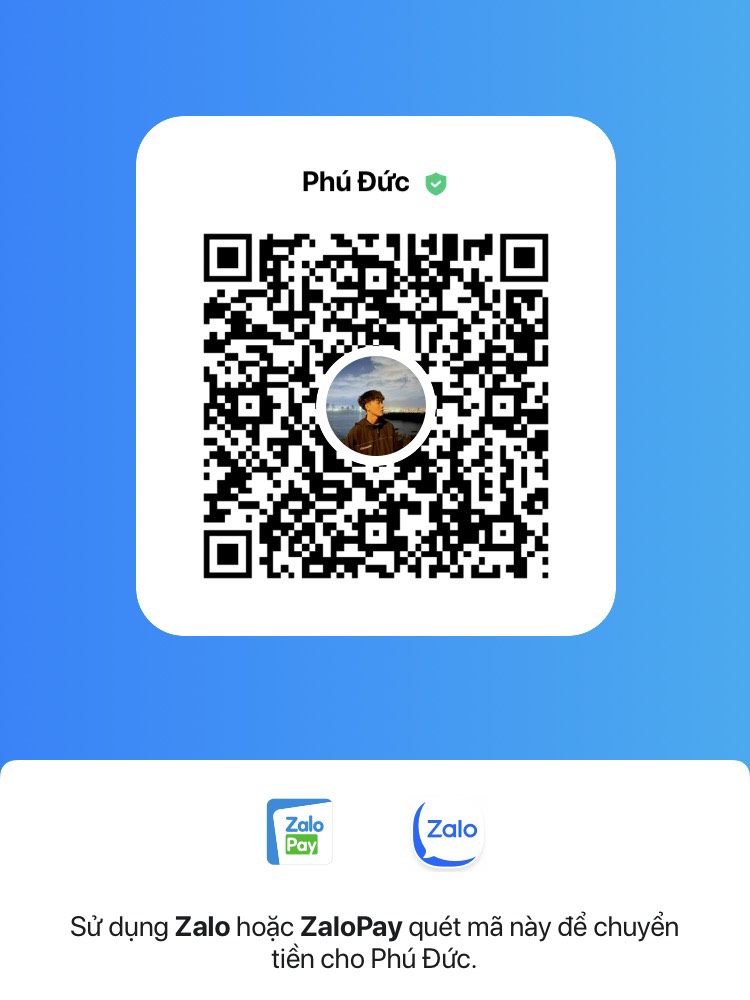 Phú Đức
Zalo
Pay
Zalo
Sử dụng Zalo hoặc ZaloPay quét mã này để chuyển
tiền cho Phú Đức.